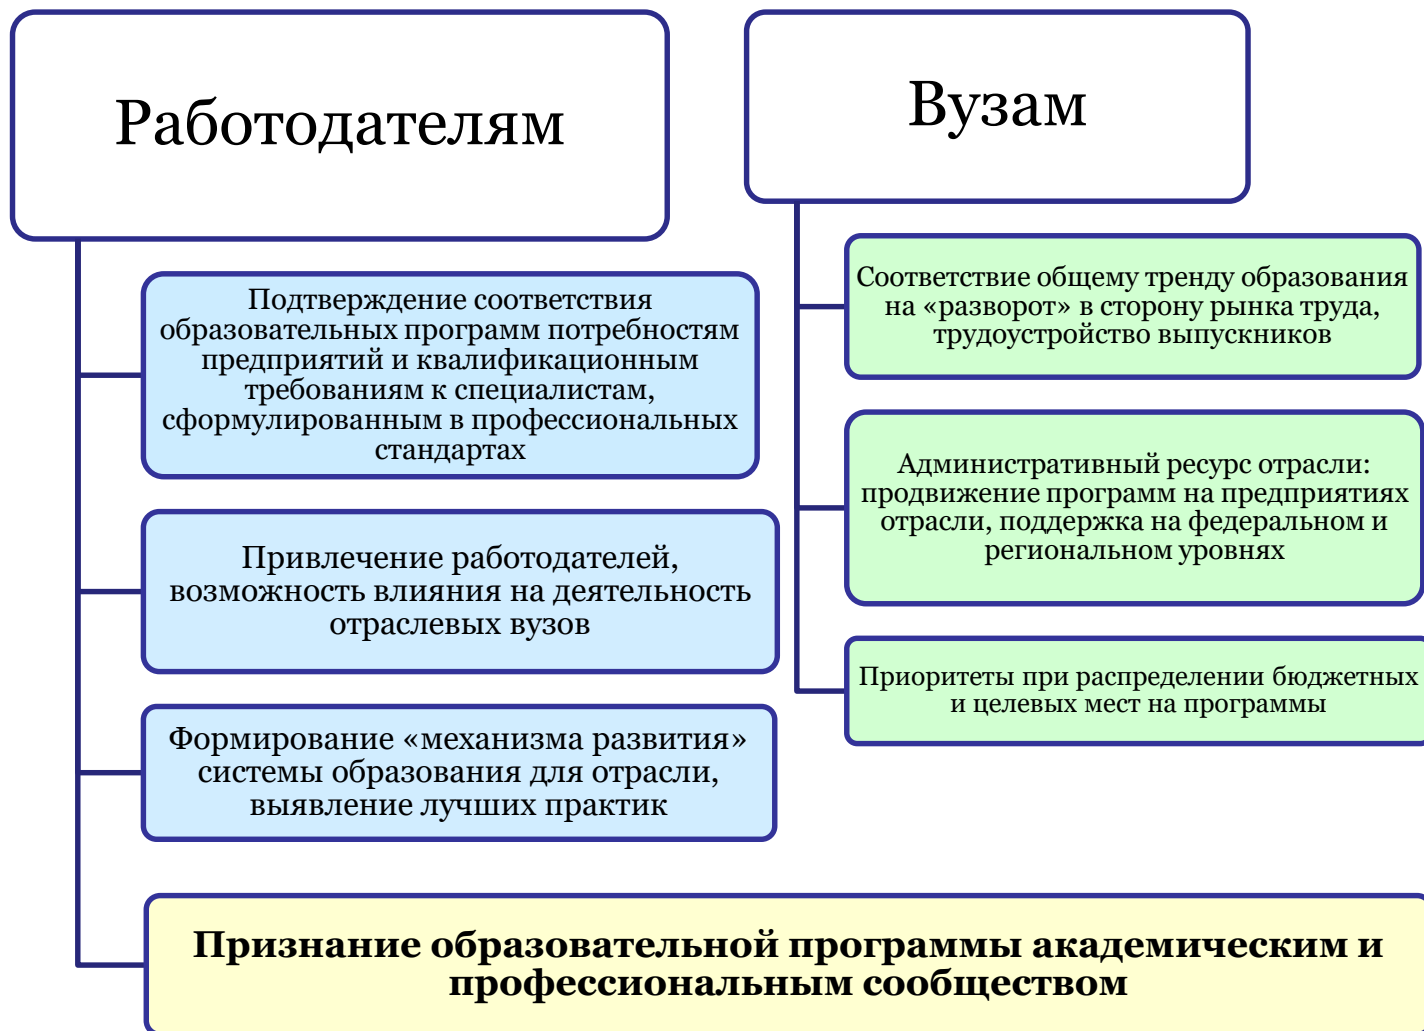 Работодателям
Подтверждение соответствия
образовательных программ потребностям
предприятий и квалификационным
требованиям к специалистам,
сформулированным в профессиональных
стандартах
Привлечение работодателей,
возможность влияния на деятельность
отраслевых вузов
Формирование «механизма развития»
системы образования для отрасли,
выявление лучших практик
Вузам
Соответствие общему тренду образования
на «разворот» в сторону рынка труда,
трудоустройство выпускников
Административный ресурс отрасли:
продвижение программ на предприятиях
отрасли, поддержка на федеральном и
региональном уровнях
Приоритеты при распределении бюджетных
и целевых мест на программы
Признание образовательной программы академическим и
профессиональным сообществом